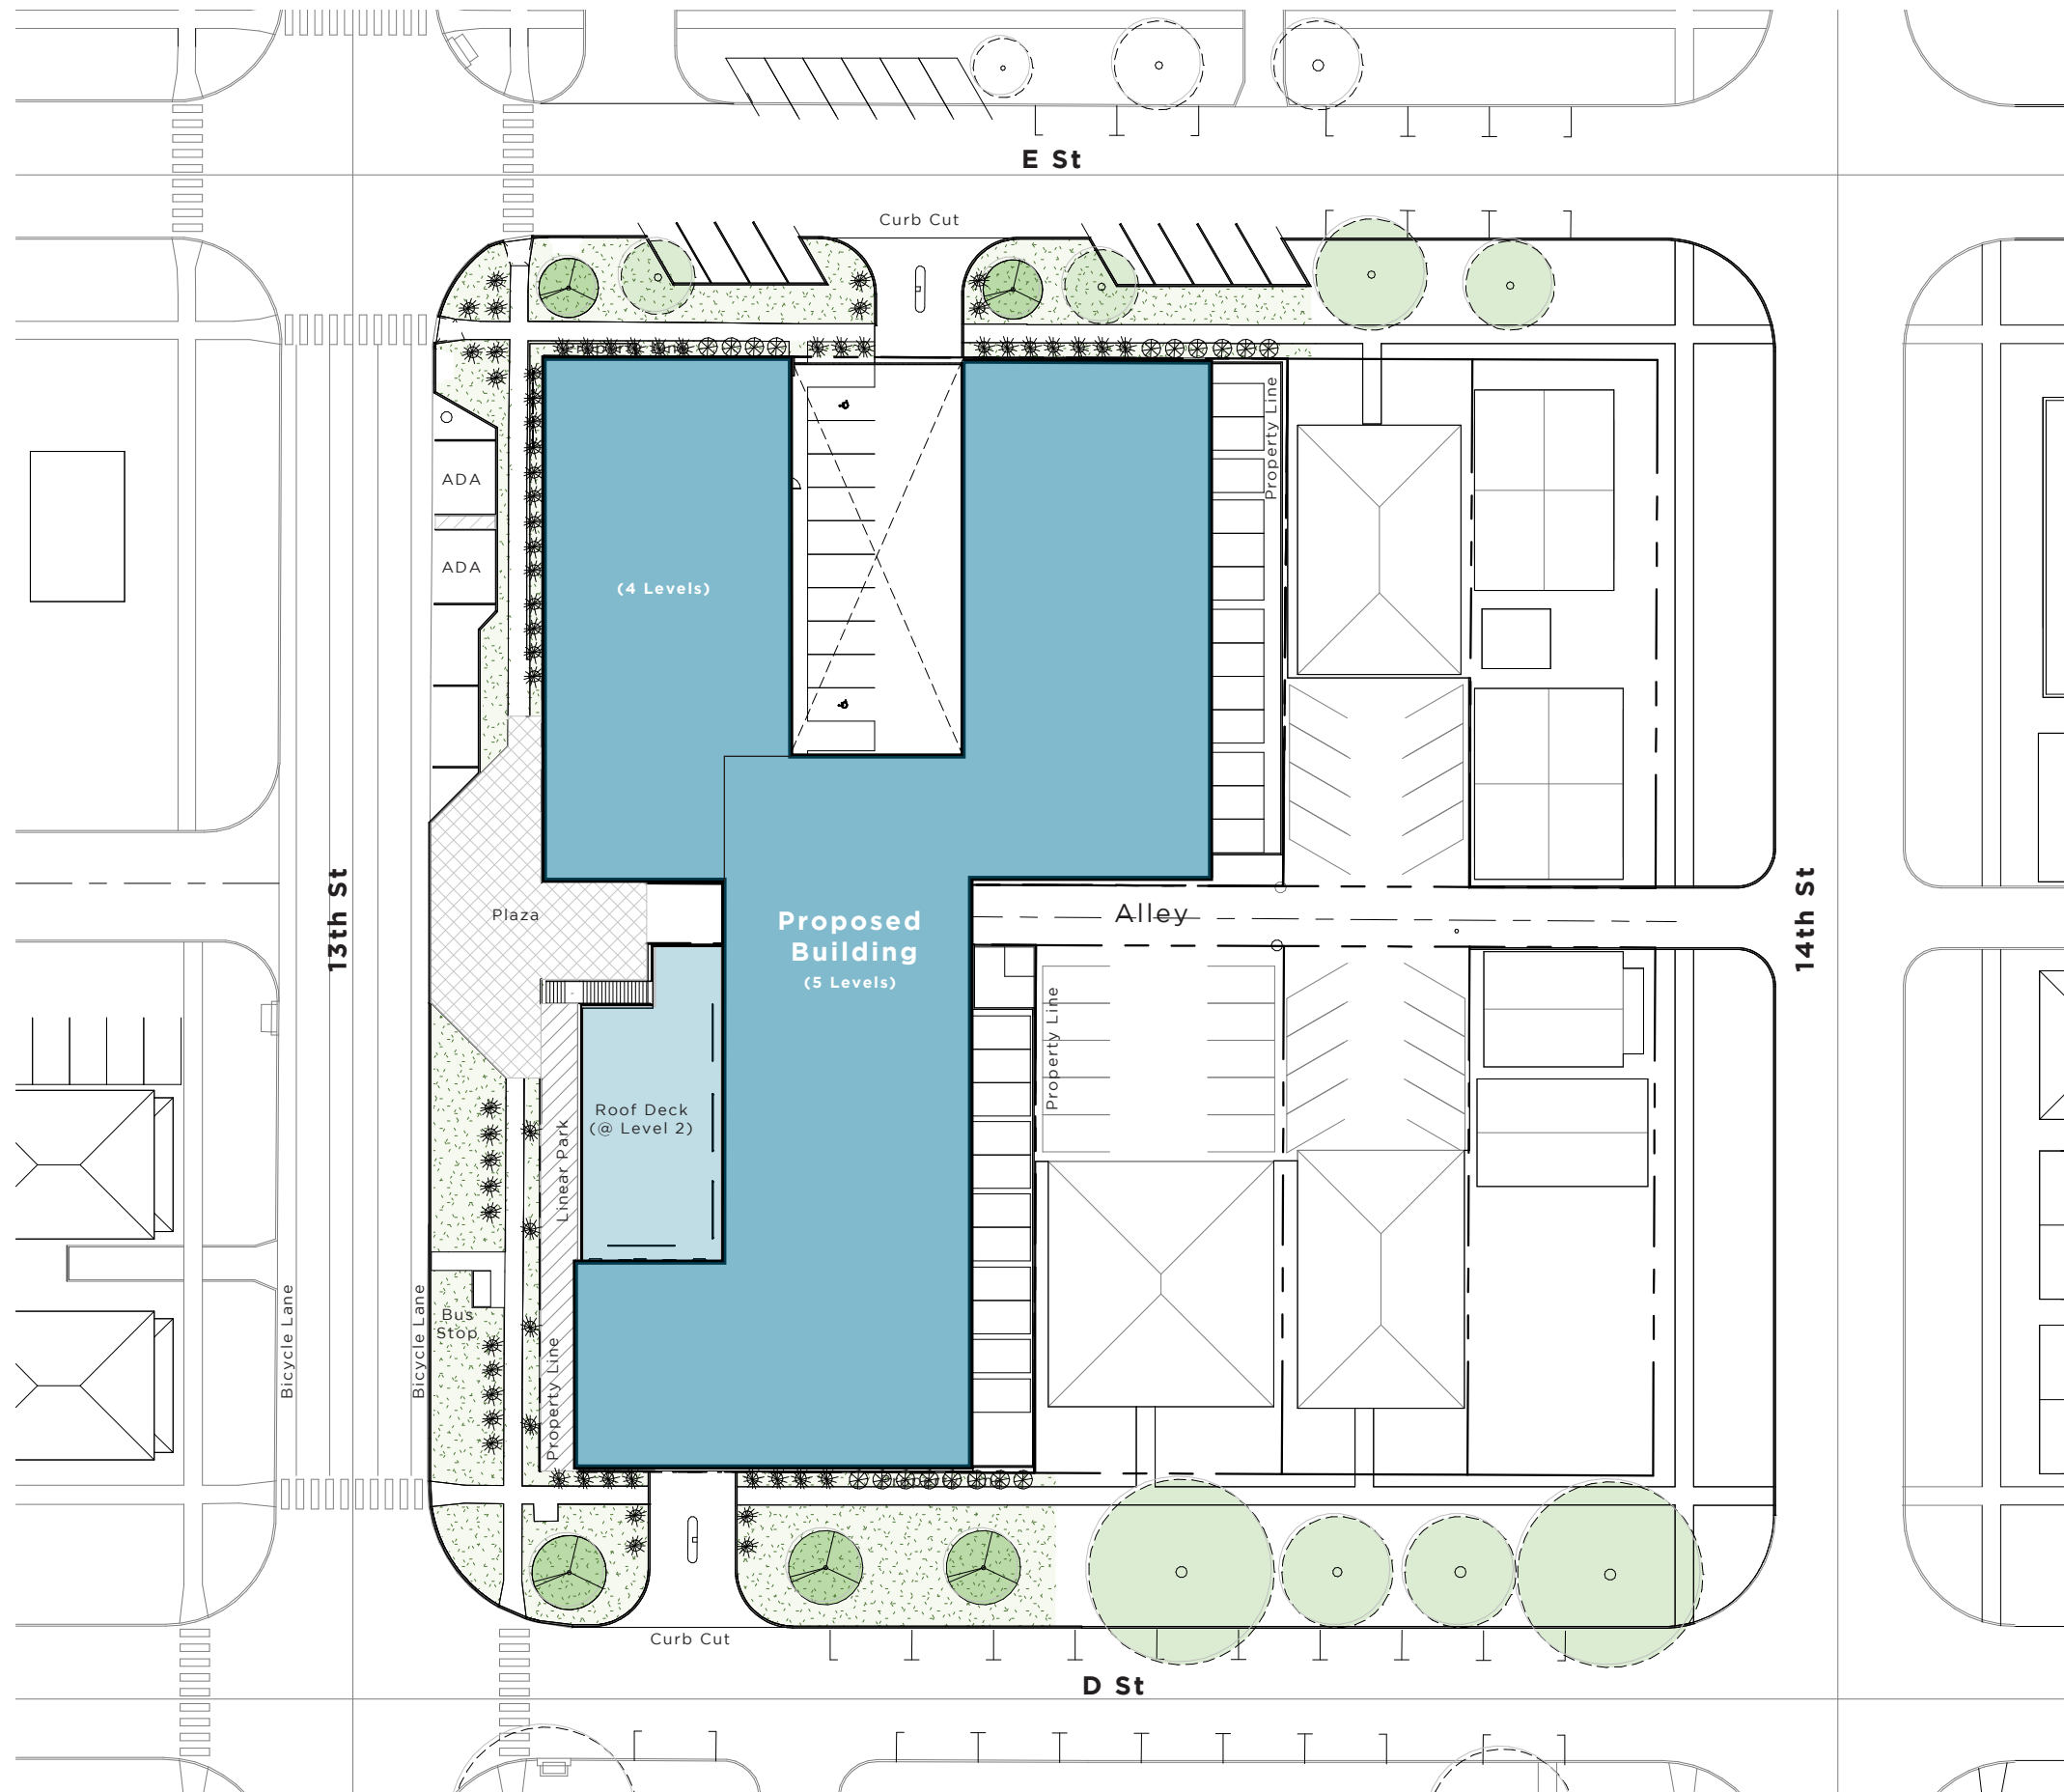 E St
Curb Cut
Property Line
ADA
ADA
(4 Levels)
13th St
14th St
Plaza
Proposed
Building
(5 Levels)
Alley
Property Line
Roof Deck
(@ Level 2)
Linear Park
Bicycle Lane
Bicycle Lane
Bus
Stop
Property Line
Curb Cut
D St